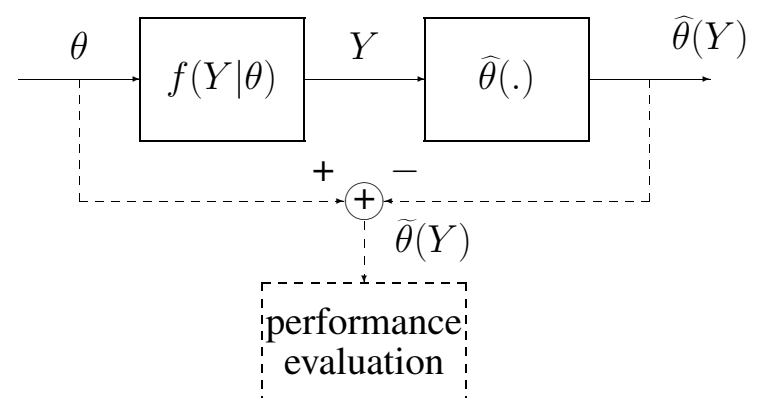 θ
f(Y|θ)
Y
θ̂(.)
θ̂(Y)
+
−
+
θ̃(Y)
performance
evaluation